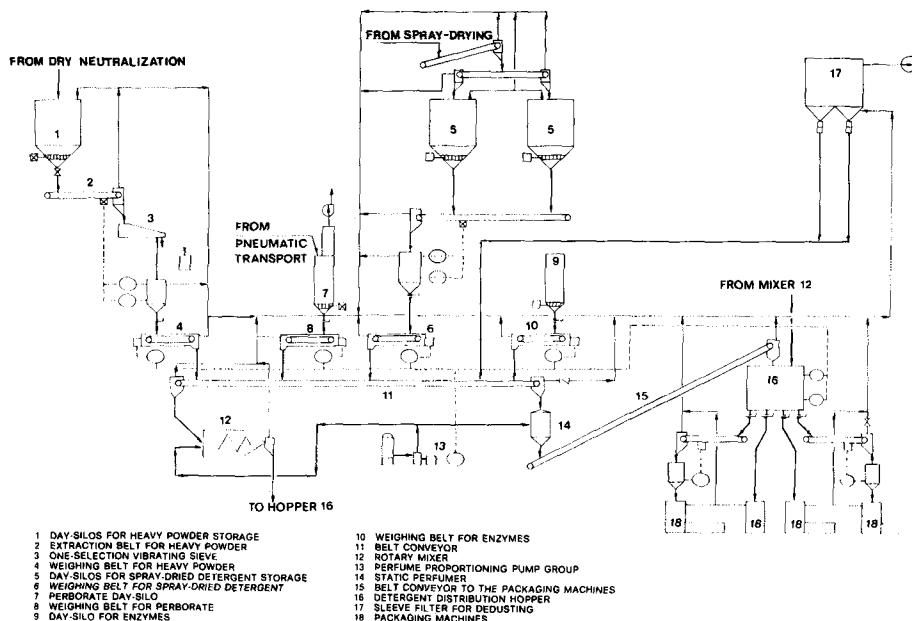 FROM SPRAY-DRYING
FROM DRY NEUTRALIZATION
17
1
5
5
2
3
FROM
PNEUMATIC
TRANSPORT
9
7
FROM MIXER 12
4
8
6
10
16
11
15
12
13
14
TO HOPPER 16
18
18
18
18
1 DAY-SILOS FOR HEAVY POWDER STORAGE
2 EXTRACTION BELT FOR HEAVY POWDER
3 ONE-SELECTION VIBRATING SIEVE
4 WEIGHING BELT FOR HEAVY POWDER
5 DAY-SILOS FOR SPRAY-DRIED DETERGENT STORAGE
6 WEIGHING BELT FOR SPRAY-DRIED DETERGENT
7 PERBORATE DAY-SILO
8 WEIGHING BELT FOR PERBORATE
9 DAY-SILO FOR ENZYMES
10 WEIGHING BELT FOR ENZYMES
11 BELT CONVEYOR
12 ROTARY MIXER
13 PERFUME PROPORTIONING PUMP GROUP
14 STATIC PERFUMER
15 BELT CONVEYOR TO THE PACKAGING MACHINES
16 DETERGENT DISTRIBUTION HOPPER
17 SLEEVE FILTER FOR DEDUSTING
18 PACKAGING MACHINES